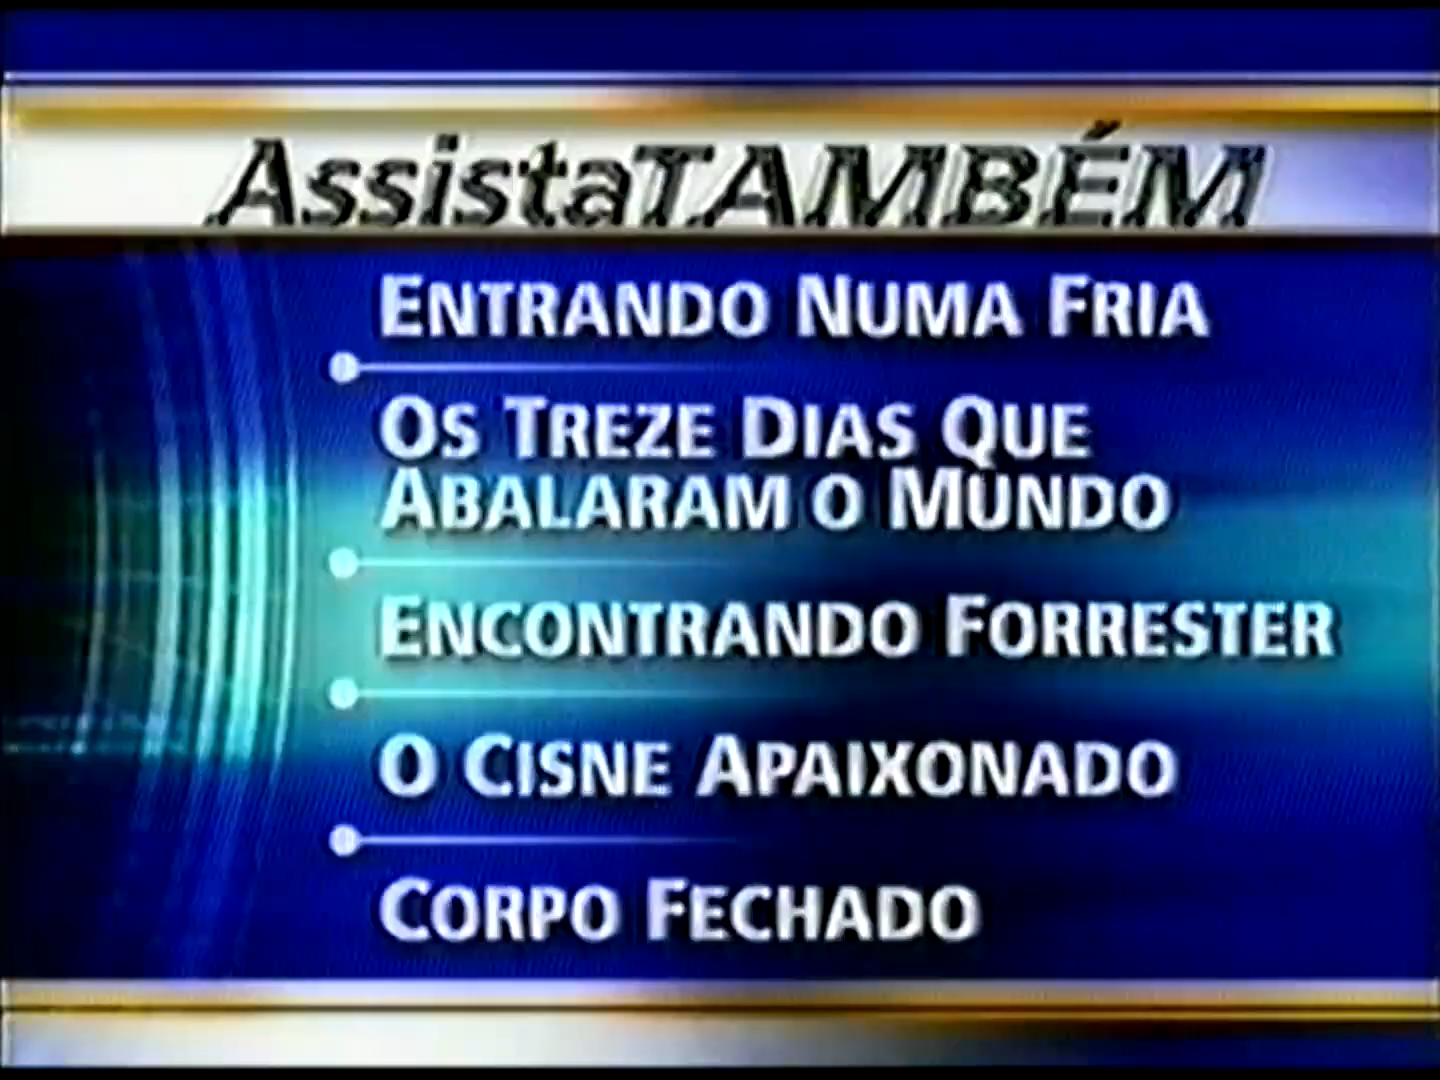 AssistaTAMBÉM
ENTRANDO NUMA FRIA
OS TREZE DIAS QUE
ABALARAM O MUNDO
ENCONTRANDO FORRESTER
O CISNE APAIXONADO
CORPO FECHADO